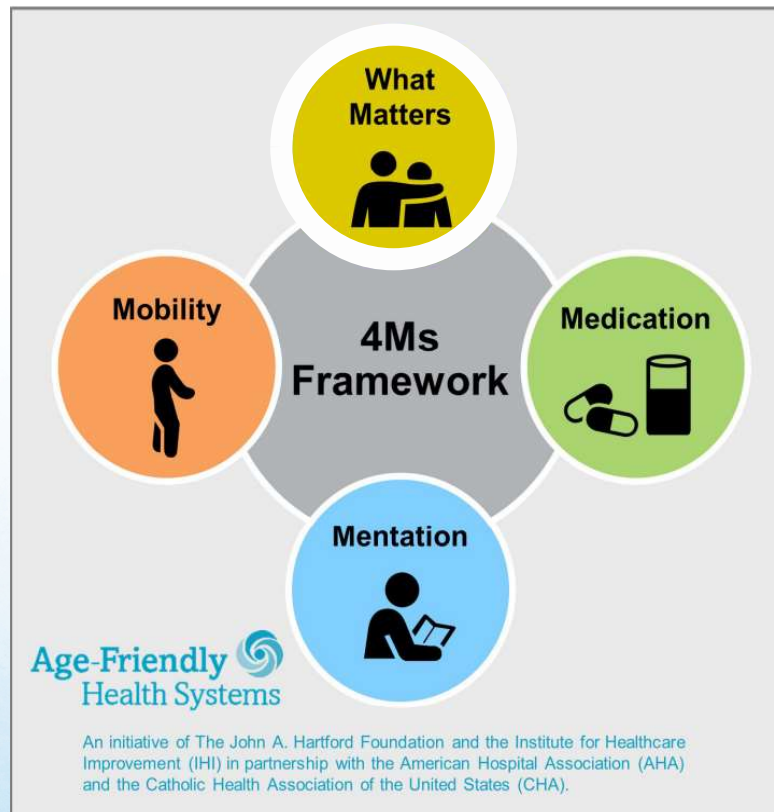 What
Matters
Mobility
4Ms
Framework
Medication
Mentation
Age-Friendly
Health Systems
An initiative of The John A. Hartford Foundation and the Institute for Healthcare
Improvement (IHI) in partnership with the American Hospital Association (AHA)
and the Catholic Health Association of the United States (CHA).